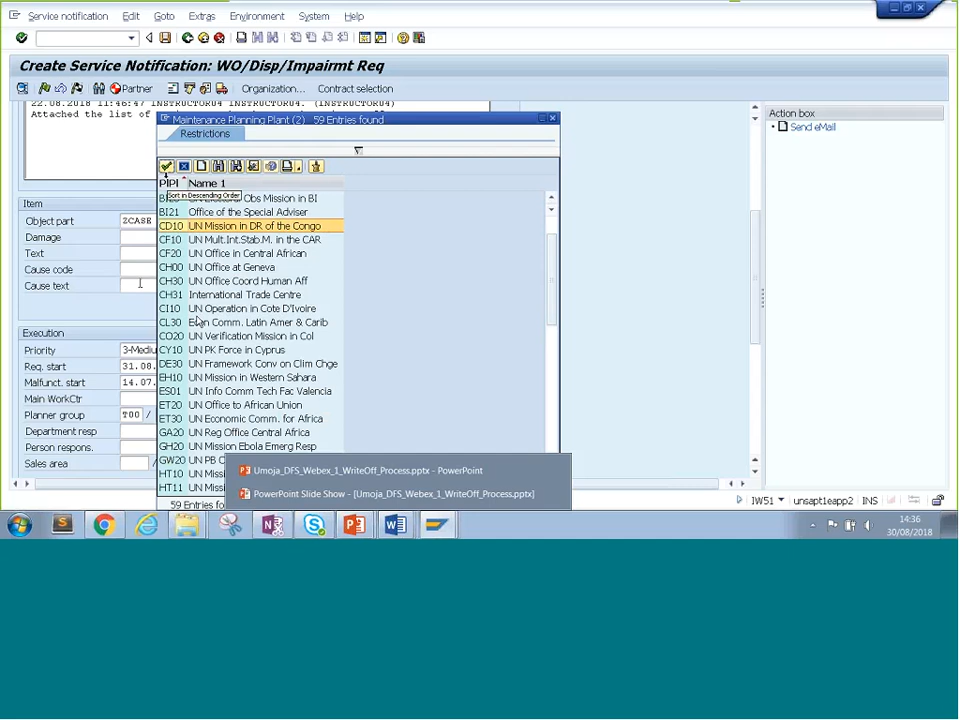 Service notification Edit Goto Extras Environment System Help
Create Service Notification: WO/Disp/Impairmt Req
Partner Organization... Contract selection
22.08.2018 11:46:47 INSTRUCTOR04 INSTRUCTOR04. (INSTRUCTOR04)
Attached the list of
Action box
Send eMail
Maintenance Planning Plant (2) 59 Entries found
Restrictions
PlPl Name 1
Sort in Descending Order
Obs Mission in BI
BI21 Office of the Special Adviser
CD10 UN Mission in DR of the Congo
CF10 UN Mult.Int.Stab.M. in the CAR
CF20 UN Office in Central African
CH00 UN Office at Geneva
CH30 UN Office Coord Human Aff
CH31 International Trade Centre
CI10 UN Operation in Cote D'Ivoire
CL30 Comm. Latin Amer & Carib
CO20 UN Verification Mission in Col
CY10 UN PK Force in Cyprus
DE30 UN Framework Conv on Clim Chge
EH10 UN Mission in Western Sahara
ES01 UN Info Comm Tech Fac Valencia
ET20 UN Office to African Union
ET30 UN Economic Comm. for Africa
GA20 UN Reg Office Central Africa
GH20 UN Mission Ebola Emerg Resp
GW20 UN PB
HT10 UN Missi
HT11 UN Missi
59 Entries fo
Item
Object part ZCASE
Damage
Text
Cause code
Cause text
Execution
Priority 3-Mediu
Req. start 31.08.
Malfunct. start 14.07.
Main WorkCtr
Planner group T00 /
Department resp
Person respons.
Sales area
Umoja_DFS_Webex_1_WriteOff_Process.pptx - PowerPoint
PowerPoint Slide Show - [Umoja_DFS_Webex_1_WriteOff_Process.pptx]
IW51 unsapt1eapp2 INS
14:36
30/08/2018